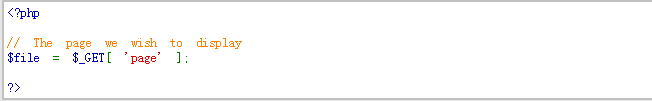 <?php
// The page we wish to display
$file = $_GET[ 'page' ];
?>